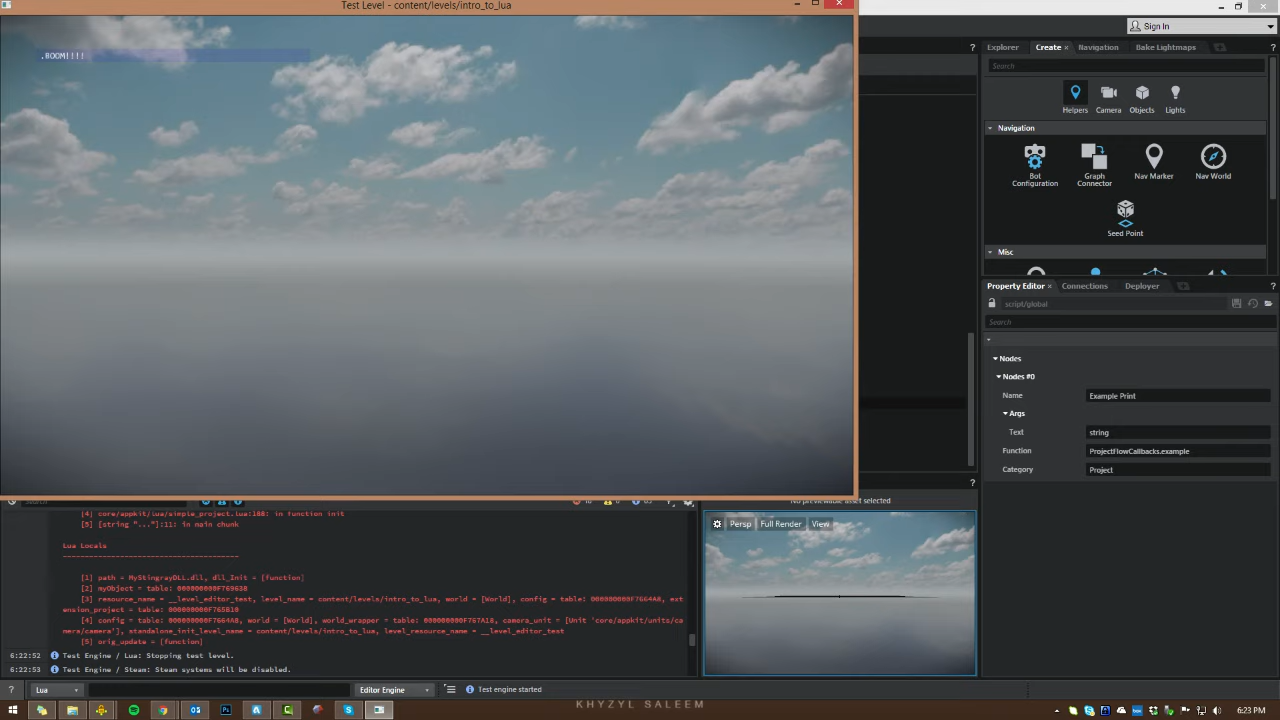 Test Level - content/levels/intro_to_lua
Sign In
,BOOM!!!!
Explorer Create × Navigation Bake Lightmaps
Search
Helpers Camera Objects Lights
Navigation
Bot Configuration
Graph Connector
Nav Marker
Nav World
Seed Point
Misc
Property Editor × Connections Deployer
script/global
Search
Nodes
Nodes #0
Name Example Print
Args
Text string
Function ProjectFlowCallbacks.example
Category Project
No previewable asset selected
Persp Full Render View
[4] core/appkit/lua/simple_project.lua:188: in function init
[5] [string "..."]:11: in main chunk
Lua Locals
[1] path = MyStingrayDLL.dll, dll_Init = [function]
[2] myObject = table: 000000000F769638
[3] resource_name = __level_editor_test, level_name = content/levels/intro_to_lua, world = [World], config = table: 000000000F7664A8, ext
ension_project = table: 000000000F765B10
[4] config = table: 000000000F7664A8, world = [World], world_wrapper = table: 000000000F767A18, camera_unit = [Unit 'core/appkit/units/ca
mera/camera'], standalone_init_level_name = content/levels/intro_to_lua, level_resource_name = __level_editor_test
[5] orig_update = [function]
6:22:52 Test Engine / Lua: Stopping test level.
6:22:53 Test Engine / Steam: Steam systems will be disabled.
? Lua Editor Engine Test engine started
KHYZYL SALEEM
6:23 PM